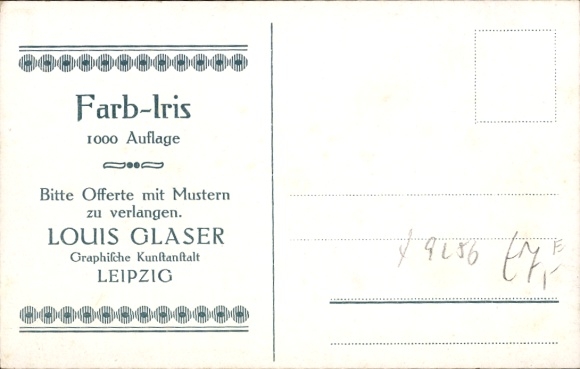 Farb-Iris
1000 Auflage
Bitte Offerte mit Mustern
zu verlangen.
LOUIS GLASER
Graphiſche Kunſtanſtalt
LEIPZIG